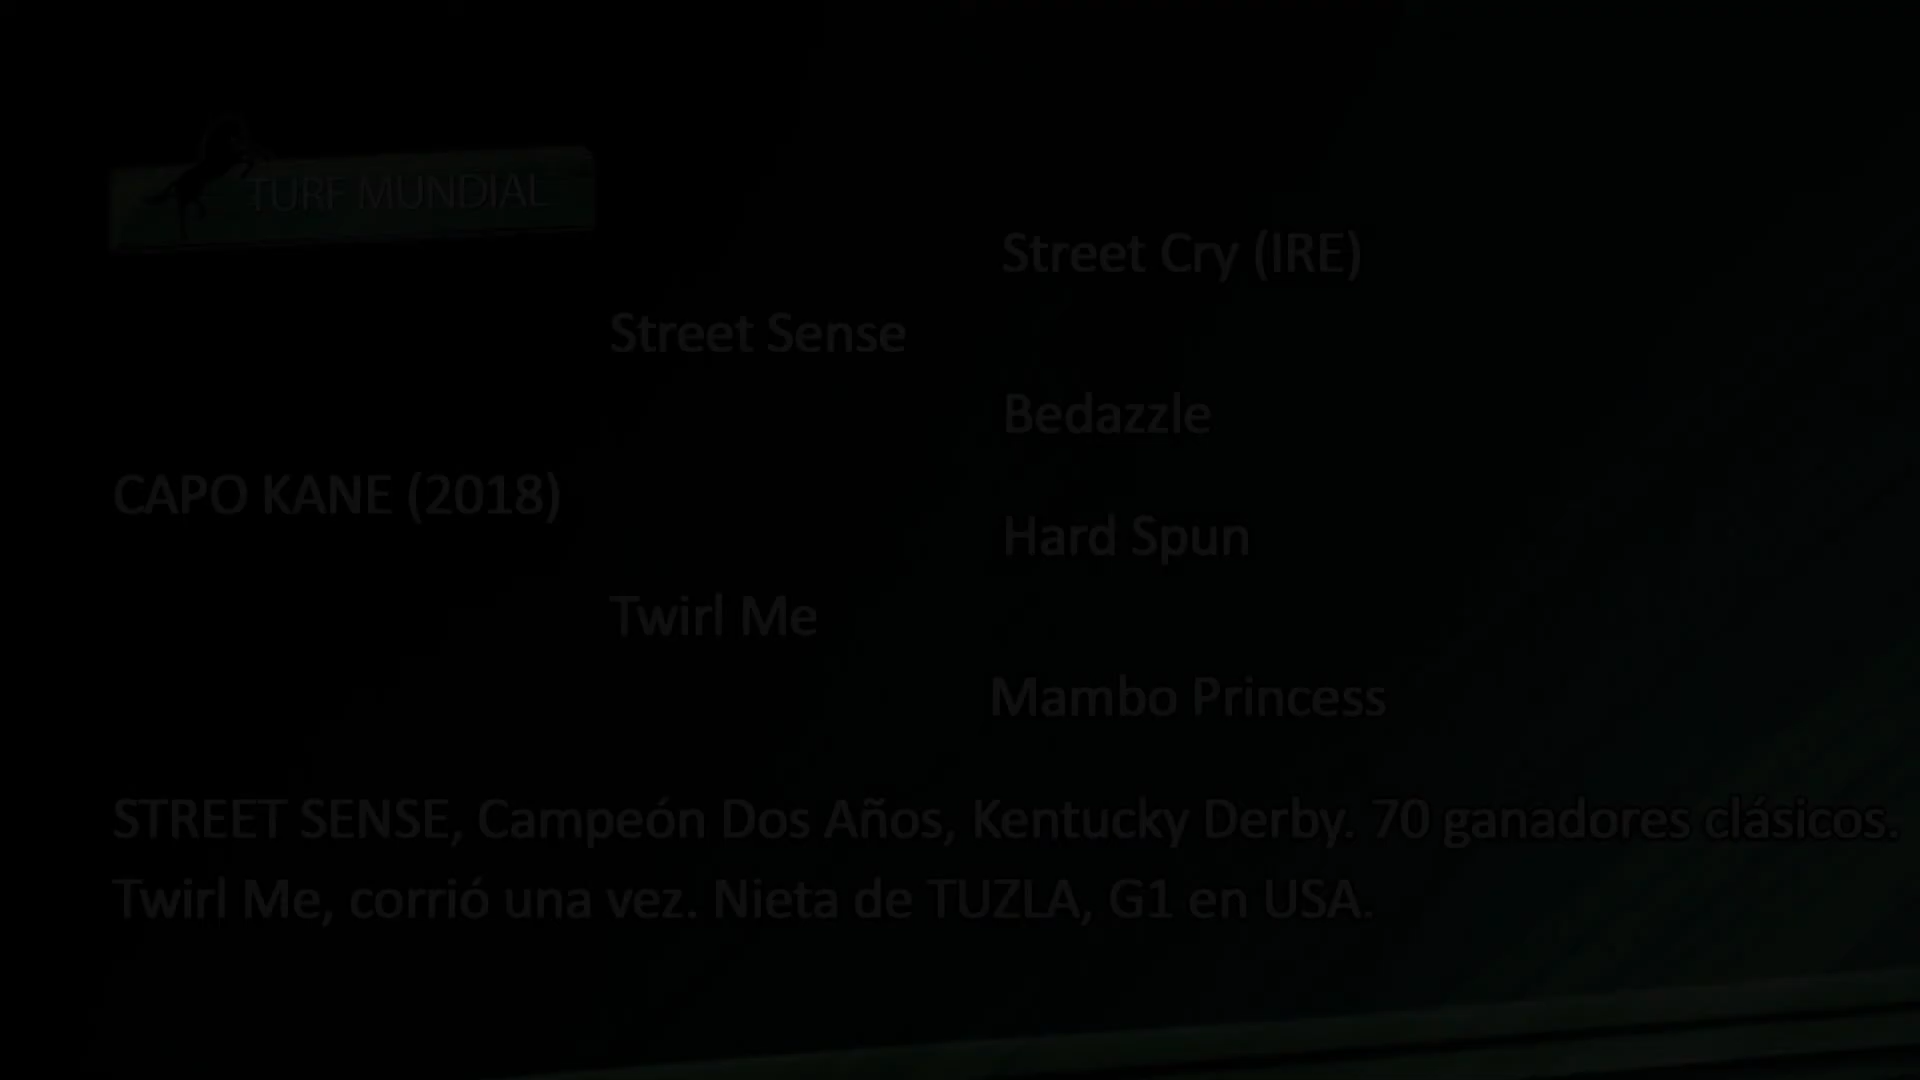 TURF MUNDIAL
Street Cry (IRE)
Street Sense
Bedazzle
CAPO KANE (2018)
Hard Spun
Twirl Me
Mambo Princess
STREET SENSE, Campeón Dos Años, Kentucky Derby. 70 ganadores clásicos.
Twirl Me, corrió una vez. Nieta de TUZLA, G1 en USA.